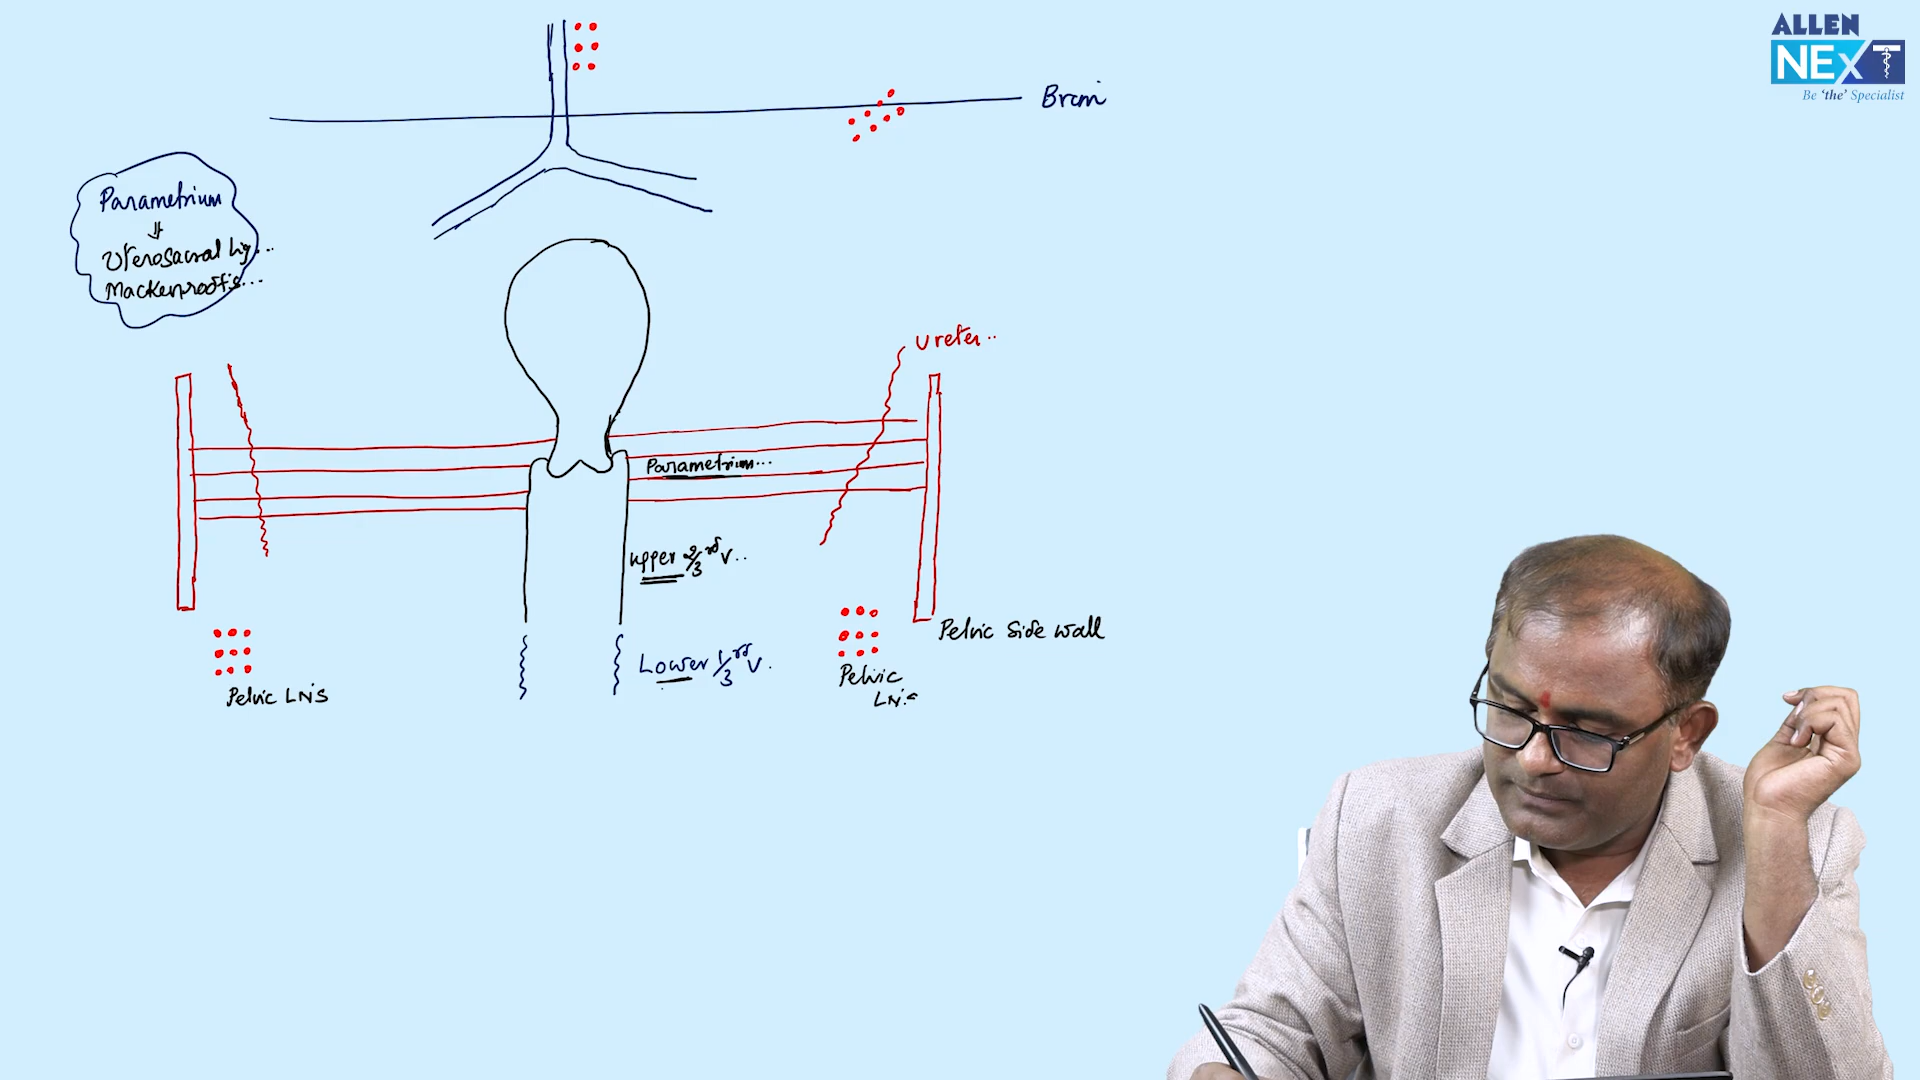 ALLEN
NEXT
Be 'the' Specialist
Brim
Parametrium
Uterosacral lig...
Mackenrodt's...
Ureter..
Parametrium...
Upper 2/3rd V..
Pelvic Side wall
Lower 1/3rd V.
Pelvic
LN's
Pelvic LN's